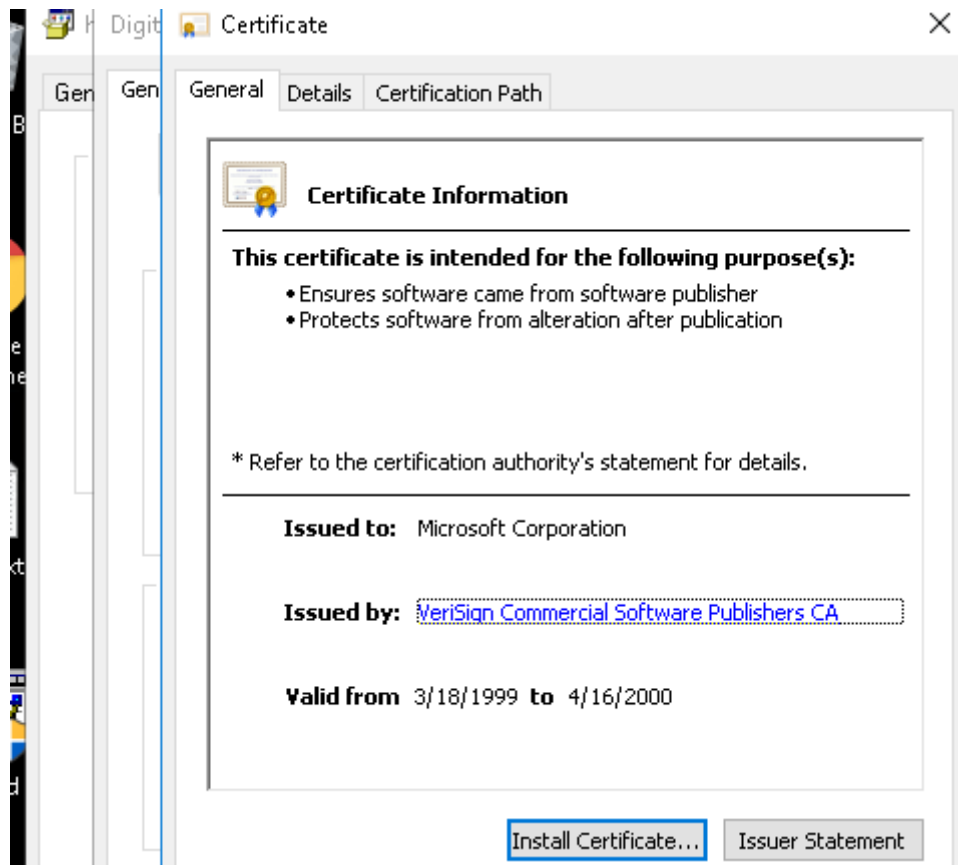 Digit
Certificate
Gen
Gen
General Details Certification Path
Certificate Information
This certificate is intended for the following purpose(s):
• Ensures software came from software publisher
• Protects software from alteration after publication
* Refer to the certification authority's statement for details.
Issued to: Microsoft Corporation
Issued by: VeriSign Commercial Software Publishers CA
Valid from 3/18/1999 to 4/16/2000
Install Certificate... Issuer Statement